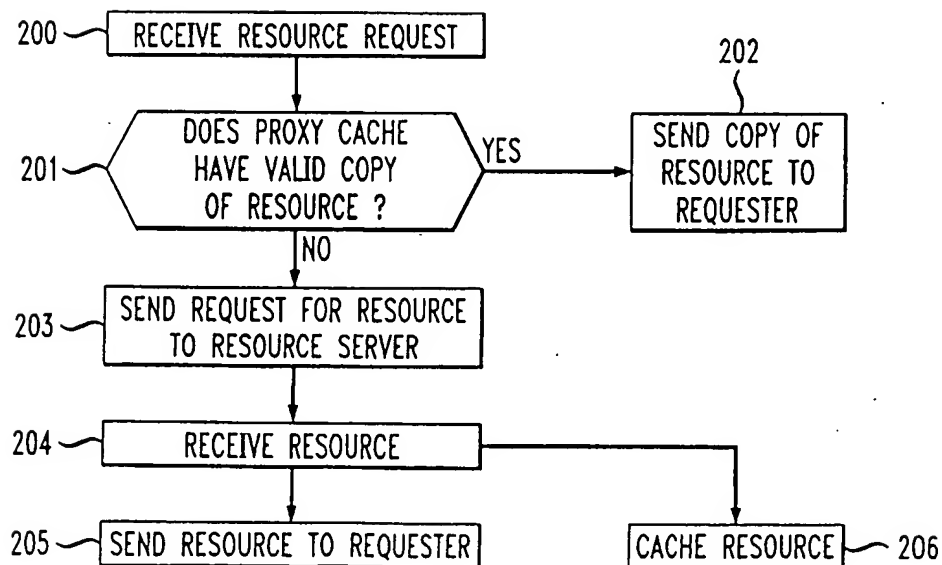 200
RECEIVE RESOURCE REQUEST
202
201
DOES PROXY CACHE
HAVE VALID COPY
OF RESOURCE ?
YES
SEND COPY OF
RESOURCE TO
REQUESTER
NO
203
SEND REQUEST FOR RESOURCE
TO RESOURCE SERVER
204
RECEIVE RESOURCE
205
SEND RESOURCE TO REQUESTER
CACHE RESOURCE
206